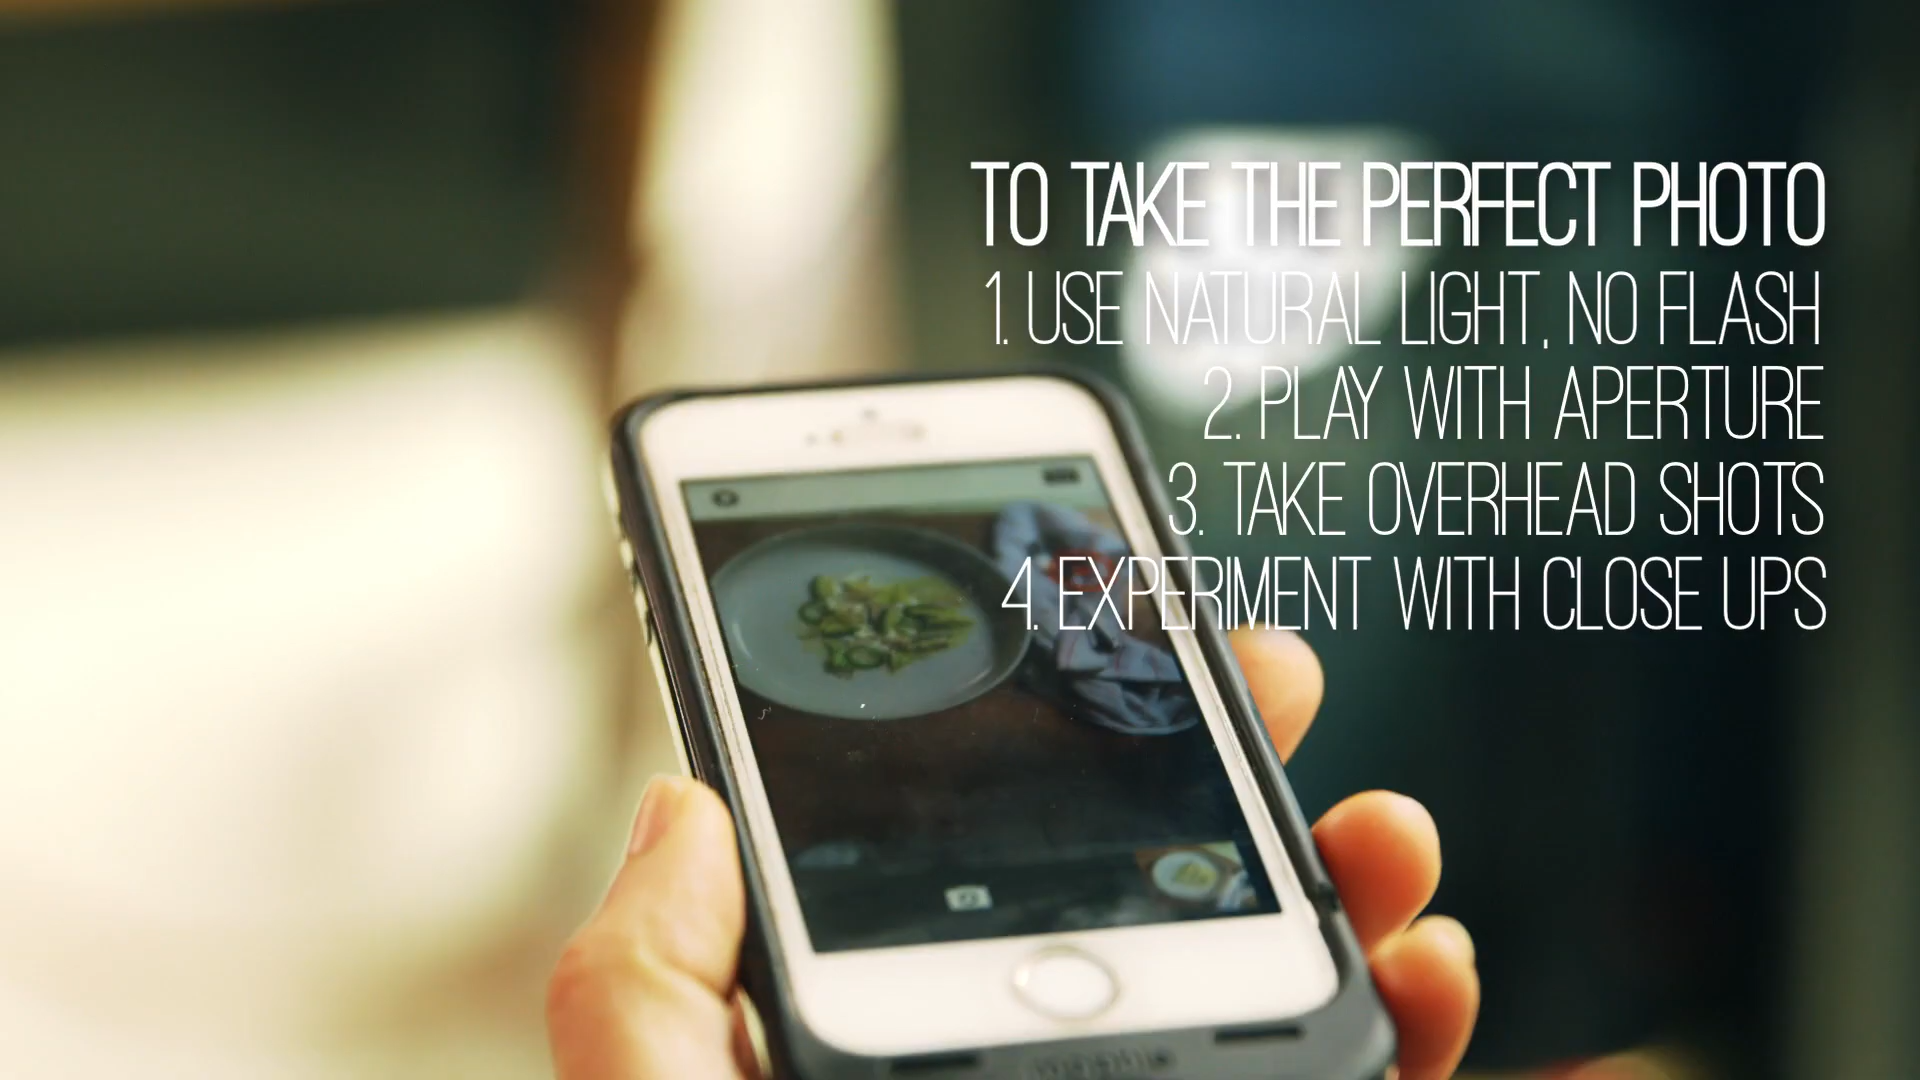 TO TAKE THE PERFECT PHOTO
1. USE NATURAL LIGHT, NO FLASH
2. PLAY WITH APERTURE
3. TAKE OVERHEAD SHOTS
4. EXPERIMENT WITH CLOSE UPS
mophie